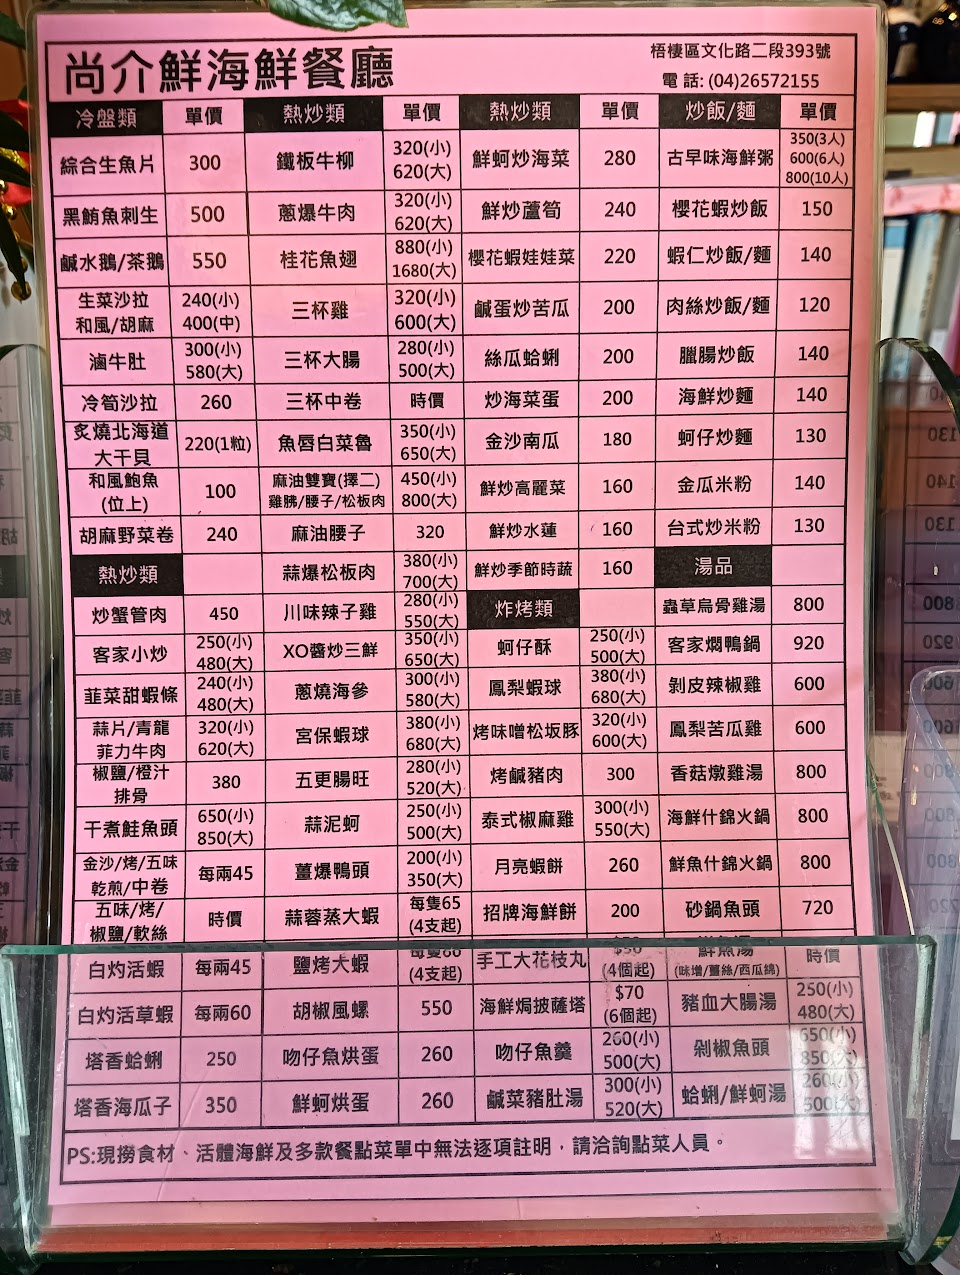 尚介鮮海鮮餐廳
梧棲區文化路二段393號
電話: (04)26572155
冷盤類 單價 熱炒類 單價 熱炒類 單價 炒飯/麵 單價
綜合生魚片 300 鐵板牛柳 320(小) 620(大) 鮮蚵炒海菜 280 古早味海鮮粥 350(3人) 600(6人) 800(10人)
黑鮪魚刺生 500 蔥爆牛肉 320(小) 620(大) 鮮炒蘆筍 240 櫻花蝦炒飯 150
鹹水鵝/茶鵝 550 桂花魚翅 880(小) 1680(大) 櫻花蝦娃娃菜 220 蝦仁炒飯/麵 140
生菜沙拉 和風/胡麻 240(小) 400(中) 三杯雞 320(小) 600(大) 鹹蛋炒苦瓜 200 肉絲炒飯/麵 120
滷牛肚 300(小) 580(大) 三杯大腸 280(小) 500(大) 絲瓜蛤蜊 200 臘腸炒飯 140
冷筍沙拉 260 三杯中卷 時價 炒海菜蛋 200 海鮮炒麵 140
炙燒北海道 大干貝 220(1粒) 魚唇白菜魯 350(小) 650(大) 金沙南瓜 180 蚵仔炒麵 130
和風鮑魚 (位上) 100 麻油雙寶(擇二) 雞胇/腰子/松板肉 450(小) 800(大) 鮮炒高麗菜 160 金瓜米粉 140
胡麻野菜卷 240 麻油腰子 320 鮮炒水蓮 160 台式炒米粉 130
熱炒類 蒜爆松板肉 380(小) 700(大) 鮮炒季節時蔬 160 湯品
炒蟹管肉 450 川味辣子雞 280(小) 550(大) 炸烤類 蟲草烏骨雞湯 800
客家小炒 250(小) 480(大) XO醬炒三鮮 350(小) 650(大) 蚵仔酥 250(小) 500(大) 客家燜鴨鍋 920
韮菜甜蝦條 240(小) 480(大) 蔥燒海參 300(小) 580(大) 鳳梨蝦球 380(小) 680(大) 剝皮辣椒雞 600
蒜片/青龍 菲力牛肉 320(小) 620(大) 宮保蝦球 380(小) 680(大) 烤味噌松坂豚 320(小) 600(大) 鳳梨苦瓜雞 600
椒鹽/橙汁 排骨 380 五更腸旺 280(小) 520(大) 烤鹹豬肉 300 香菇燉雞湯 800
干煮鮭魚頭 650(小) 850(大) 蒜泥蚵 250(小) 500(大) 泰式椒麻雞 300(小) 550(大) 海鮮什錦火鍋 800
金沙/烤/五味 乾煎/中卷 每兩45 薑爆鴨頭 200(小) 350(大) 月亮蝦餅 260 鮮魚什錦火鍋 800
五味/烤/ 椒鹽/軟絲 時價 蒜蓉蒸大蝦 每隻65 (4支起) 招牌海鮮餅 200 砂鍋魚頭 720
白灼活蝦 每兩45 鹽烤大蝦 每隻60 (4支起) 手工大花枝丸 $50 (4個起) 鮮魚湯 (味增/薑絲/西瓜綿) 時價
白灼活草蝦 每兩60 胡椒風螺 550 海鮮焗披薩塔 $70 (6個起) 豬血大腸湯 250(小) 480(大)
塔香蛤蜊 250 吻仔魚烘蛋 260 吻仔魚羹 260(小) 500(大) 剁椒魚頭 650(小) 850(大)
塔香海瓜子 350 鮮蚵烘蛋 260 鹹菜豬肚湯 300(小) 520(大) 蛤蜊/鮮蚵湯 260(小) 500(大)
PS:現撈食材、活體海鮮及多款餐點菜單中無法逐項註明，請洽詢點菜人員。